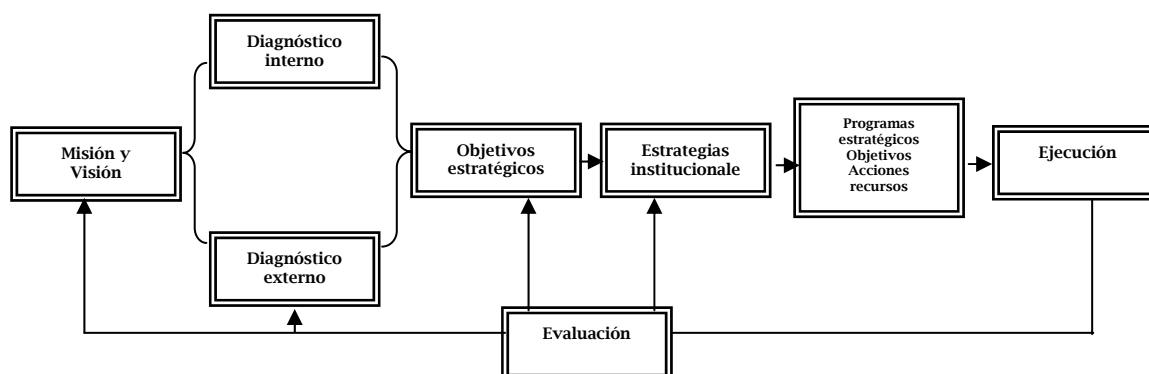 Diagnóstico
interno
Misión y
Visión
Diagnóstico
externo
Objetivos
estratégicos
Estrategias
institucionale
Programas
estratégicos
Objetivos
Acciones
recursos
Ejecución
Evaluación